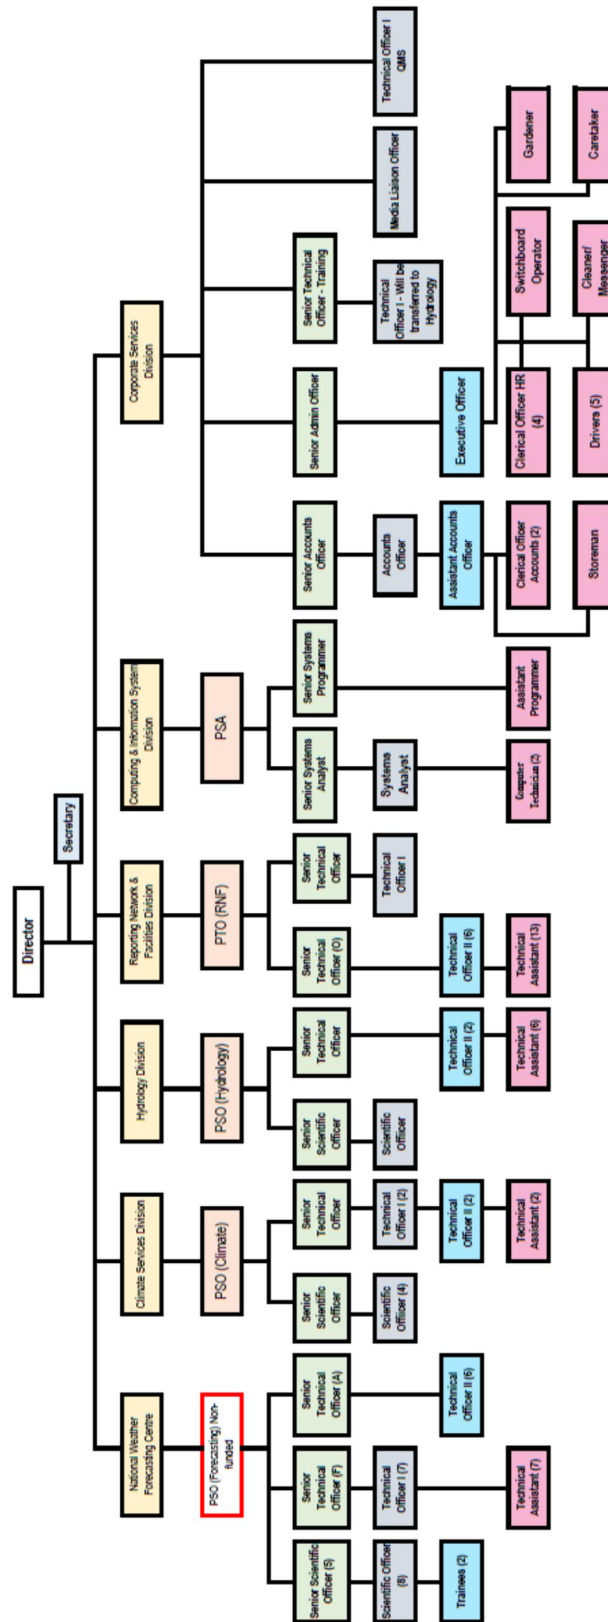 Director
Secretary
National Weather
Forecasting Centre
Climate Services Division
Hydrology Division
Reporting Network &
Facilities Division
Computing & Information System
Division
Corporate Services
Division
PSO (Forecasting) Non-
funded
PSO (Climate)
PSO (Hydrology)
PTO (RNF)
PSA
Senior Scientific
Officer (5)
Senior
Technical
Officer (F)
Senior
Technical
Officer (A)
Senior
Scientific
Officer
Senior
Technical
Officer
Senior
Scientific
Officer
Senior
Technical
Officer
Senior
Technical
Officer (O)
Senior
Technical
Officer
Senior Systems
Analyst
Senior Systems
Programmer
Senior Accounts
Officer
Senior Admin Officer
Senior Technical
Officer - Training
Scientific Officer
(8)
Technical
Officer I (7)
Scientific
Officer (4)
Technical
Officer I (2)
Scientific
Officer
Technical
Officer I
Systems
Analyst
Accounts
Officer
Technical
Officer I - Will be
transferred to
Hydrology
Media Liaison Officer
Technical Officer I
QMS
Trainees (2)
Technical
Officer II (6)
Technical
Officer II (2)
Technical
Officer II (2)
Technical
Officer II (6)
Assistant Accounts
Officer
Executive Officer
Technical
Assistant (7)
Technical
Assistant (2)
Technical
Assistant (6)
Technical
Assistant (13)
Computer
Technician (2)
Assistant
Programmer
Clerical Officer
Accounts (2)
Clerical Officer HR
(4)
Switchboard
Operator
Gardener
Storeman
Drivers (5)
Cleaner/
Messenger
Caretaker